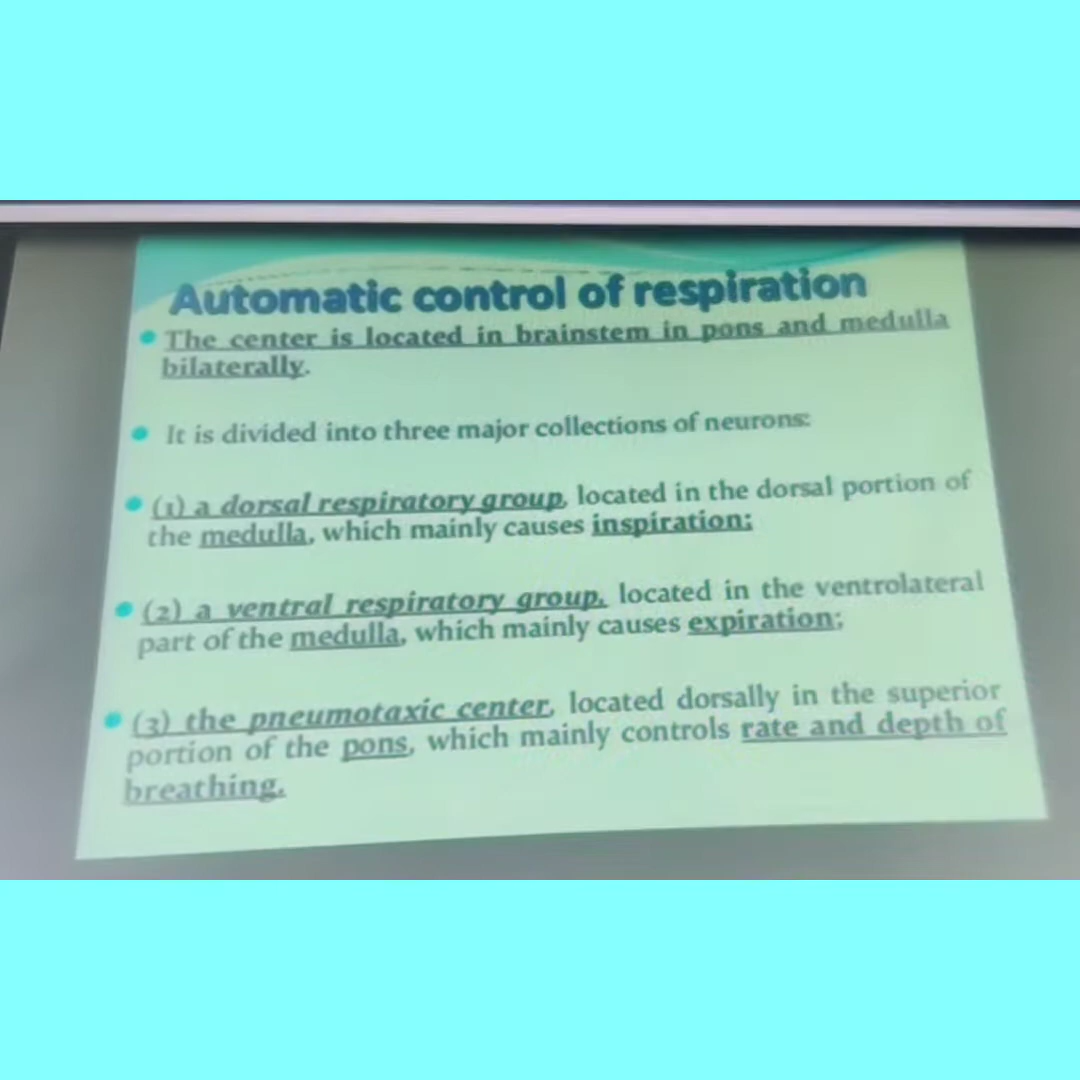 Automatic control of respiration
The center is located in brainstem in pons and medulla
bilaterally.
It is divided into three major collections of neurons:
(1) a dorsal respiratory group, located in the dorsal portion of
the medulla, which mainly causes inspiration;
(2) a ventral respiratory group, located in the ventrolateral
part of the medulla, which mainly causes expiration;
(3) the pneumotaxic center, located dorsally in the superior
portion of the pons, which mainly controls rate and depth of
breathing.